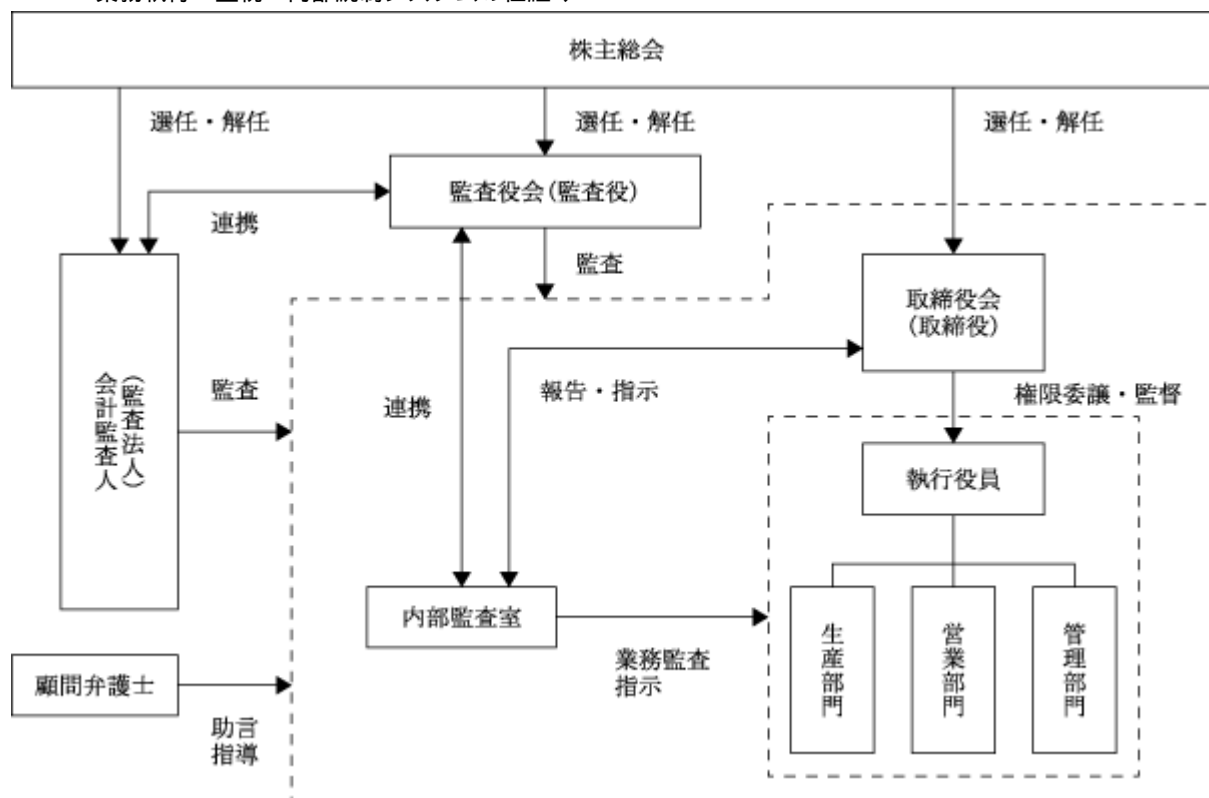 株主総会
選任・解任
選任・解任
選任・解任
監査役会(監査役)
連携
監査
取締役会
(取締役)
会計監査人
(監査法人)
監査
連携
報告・指示
権限委譲・監督
執行役員
内部監査室
業務監査
指示
生産部門
営業部門
管理部門
顧問弁護士
助言
指導